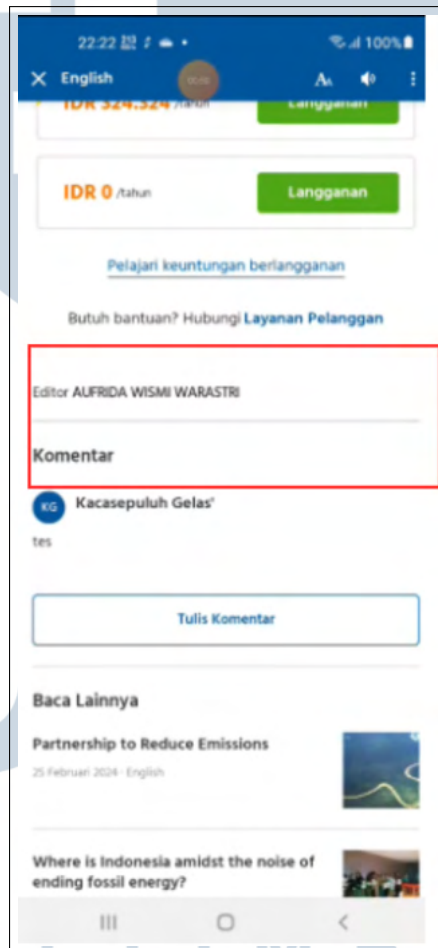 22:22 100%
English
IDR 324.324 /tahun Langganan
IDR 0 /tahun Langganan
Pelajari keuntungan berlangganan
Butuh bantuan? Hubungi Layanan Pelanggan
Editor AUFRIDA WISMI WARASTRI
Komentar
KG Kacasepuluh Gelas'
tes
Tulis Komentar
Baca Lainnya
Partnership to Reduce Emissions
25 Februari 2024 · English
Where is Indonesia amidst the noise of
ending fossil energy?